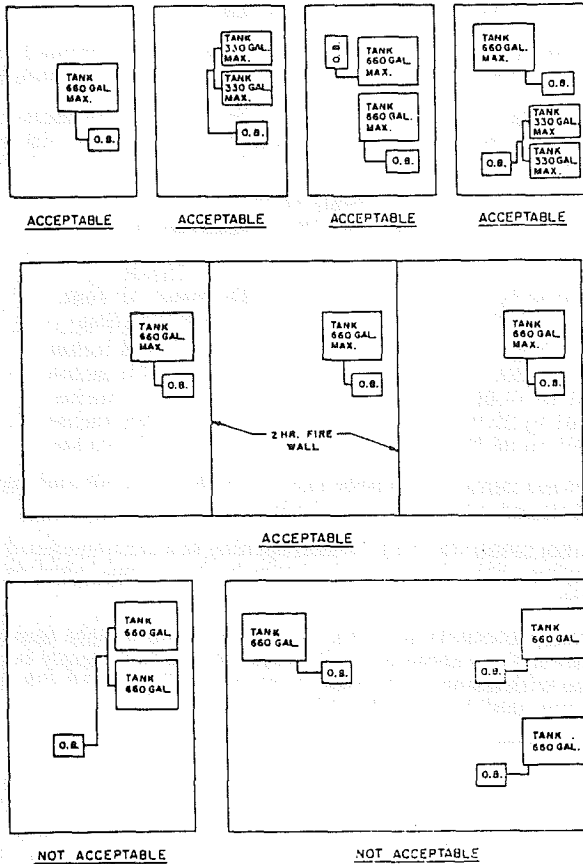 TANK
660 GAL.
MAX.
O.B.
ACCEPTABLE
TANK
330 GAL.
MAX.
TANK
330 GAL.
MAX.
O.B.
ACCEPTABLE
O.B.
TANK
660 GAL.
MAX.
TANK
660 GAL.
MAX.
O.B.
ACCEPTABLE
TANK
660 GAL.
MAX.
O.B.
TANK
330 GAL.
MAX
O.B.
TANK
330 GAL.
MAX.
ACCEPTABLE
TANK
660 GAL.
MAX.
O.B.
TANK
660 GAL.
MAX.
O.B.
TANK
660 GAL.
MAX.
O.B.
2 HR. FIRE
WALL
ACCEPTABLE
TANK
660 GAL.
TANK
660 GAL.
O.B.
NOT ACCEPTABLE
TANK
660 GAL.
O.B.
TANK
660 GAL.
O.B.
TANK
660 GAL.
O.B.
NOT ACCEPTABLE